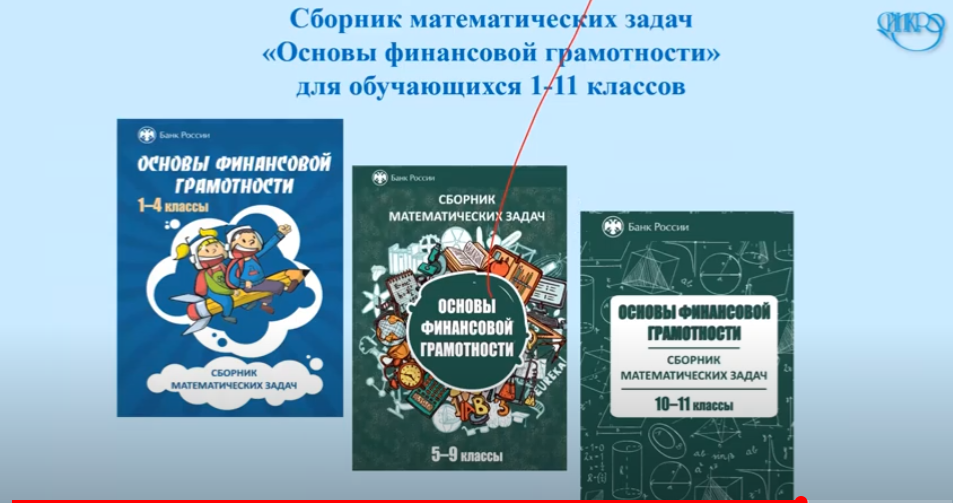 Сборник математических задач
«Основы финансовой грамотности»
для обучающихся 1-11 классов
Банк России
ОСНОВЫ ФИНАНСОВОЙ
ГРАМОТНОСТИ
1–4 классы
СБОРНИК
МАТЕМАТИЧЕСКИХ ЗАДАЧ
Банк России
СБОРНИК
МАТЕМАТИЧЕСКИХ ЗАДАЧ
ОСНОВЫ
ФИНАНСОВОЙ
ГРАМОТНОСТИ
EUREKA
5–9 классы
Банк России
ОСНОВЫ ФИНАНСОВОЙ
ГРАМОТНОСТИ
СБОРНИК
МАТЕМАТИЧЕСКИХ ЗАДАЧ
10–11 классы